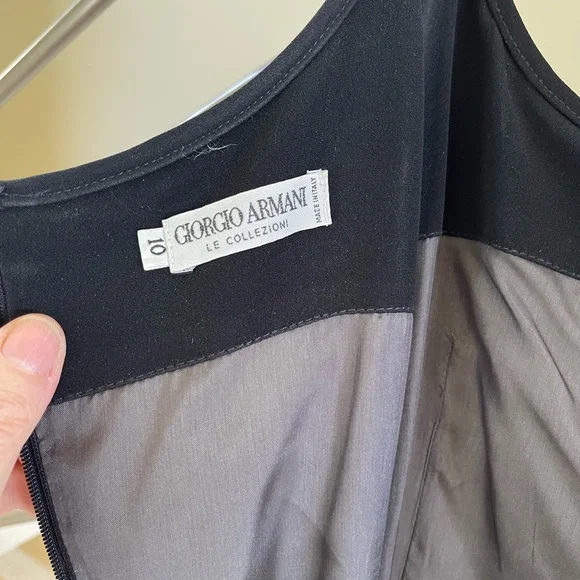 GIORGIO ARMANI
LE COLLEZIONI
MADE IN ITALY
10